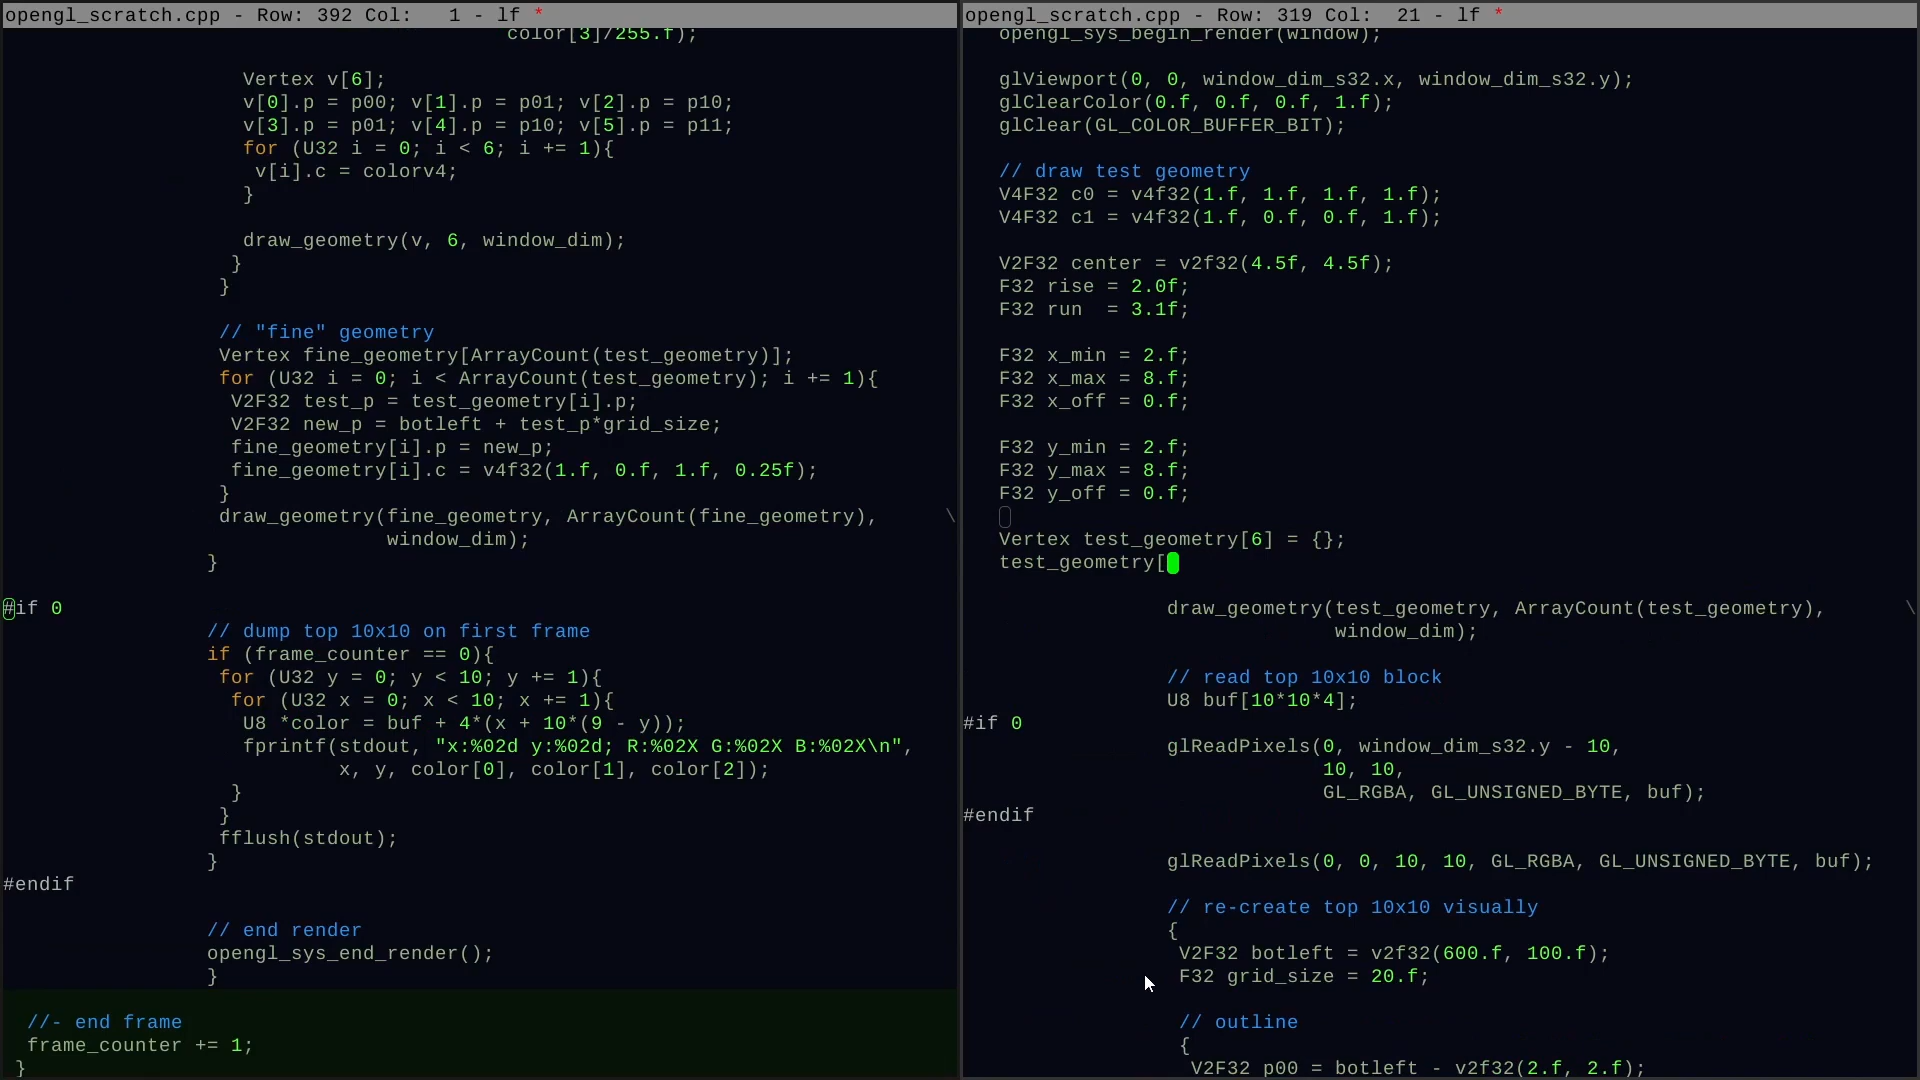 opengl_scratch.cpp - Row: 392 Col:   1 - lf *
color[3]/255.f);
Vertex v[6];
v[0].p = p00; v[1].p = p01; v[2].p = p10;
v[3].p = p01; v[4].p = p10; v[5].p = p11;
for (U32 i = 0; i < 6; i += 1){
v[i].c = colorv4;
}
draw_geometry(v, 6, window_dim);
}
}
// "fine" geometry
Vertex fine_geometry[ArrayCount(test_geometry)];
for (U32 i = 0; i < ArrayCount(test_geometry); i += 1){
V2F32 test_p = test_geometry[i].p;
V2F32 new_p = botleft + test_p*grid_size;
fine_geometry[i].p = new_p;
fine_geometry[i].c = v4f32(1.f, 0.f, 1.f, 0.25f);
}
draw_geometry(fine_geometry, ArrayCount(fine_geometry), \
window_dim);
}
#if 0
// dump top 10x10 on first frame
if (frame_counter == 0){
for (U32 y = 0; y < 10; y += 1){
for (U32 x = 0; x < 10; x += 1){
U8 *color = buf + 4*(x + 10*(9 - y));
fprintf(stdout, "x:%02d y:%02d; R:%02X G:%02X B:%02X\n",
x, y, color[0], color[1], color[2]);
}
}
fflush(stdout);
}
#endif
// end render
opengl_sys_end_render();
}
//- end frame
frame_counter += 1;
}
opengl_scratch.cpp - Row: 319 Col:  21 - lf *
opengl_sys_begin_render(window);
glViewport(0, 0, window_dim_s32.x, window_dim_s32.y);
glClearColor(0.f, 0.f, 0.f, 1.f);
glClear(GL_COLOR_BUFFER_BIT);
// draw test geometry
V4F32 c0 = v4f32(1.f, 1.f, 1.f, 1.f);
V4F32 c1 = v4f32(1.f, 0.f, 0.f, 1.f);
V2F32 center = v2f32(4.5f, 4.5f);
F32 rise = 2.0f;
F32 run  = 3.1f;
F32 x_min = 2.f;
F32 x_max = 8.f;
F32 x_off = 0.f;
F32 y_min = 2.f;
F32 y_max = 8.f;
F32 y_off = 0.f;
Vertex test_geometry[6] = {};
test_geometry[
draw_geometry(test_geometry, ArrayCount(test_geometry), \
window_dim);
// read top 10x10 block
U8 buf[10*10*4];
#if 0
glReadPixels(0, window_dim_s32.y - 10,
10, 10,
GL_RGBA, GL_UNSIGNED_BYTE, buf);
#endif
glReadPixels(0, 0, 10, 10, GL_RGBA, GL_UNSIGNED_BYTE, buf);
// re-create top 10x10 visually
{
V2F32 botleft = v2f32(600.f, 100.f);
F32 grid_size = 20.f;
// outline
{
V2F32 p00 = botleft - v2f32(2.f, 2.f);